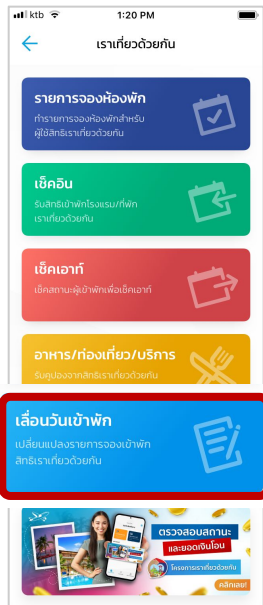 ktb
1:20 PM
เราเที่ยวด้วยกัน
รายการจองห้องพัก
ทำรายการจองห้องพักสำหรับ
ผู้ใช้สิทธิเราเที่ยวด้วยกัน
เช็คอิน
รับสิทธิเข้าพักโรงแรม/ที่พัก
เราเที่ยวด้วยกัน
เช็คเอาท์
เช็คสถานะผู้เข้าพักเพื่อเช็คเอาท์
อาหาร/ท่องเที่ยว/บริการ
รับคูปองจากสิทธิเราเที่ยวด้วยกัน
เลื่อนวันเข้าพัก
เปลี่ยนแปลงรายการจองเข้าพัก
สิทธิเราเที่ยวด้วยกัน
ตรวจสอบสถานะ
และยอดเงินโอน
โครงการเราเที่ยวด้วยกัน
คลิกเลย!